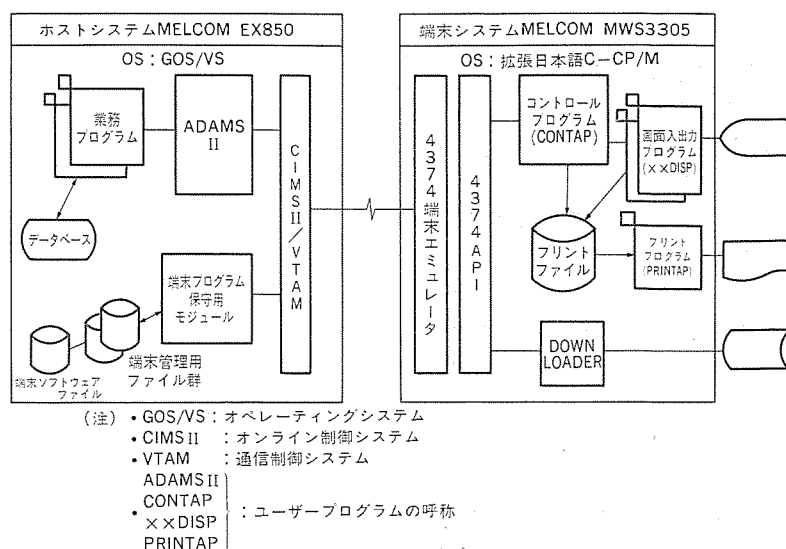 ホストシステムMELCOM EX850
OS：GOS/VS
業務
プログラム
ADAMS
II
データベース
CIMSII／VTAM
端末プログラム
保守用
モジュール
端末ソフトウェア
ファイル
端末管理用
ファイル群
端末システムMELCOM MWS3305
OS：拡張日本語C－CP/M
4374端末エミュレータ
4374API
コントロール
プログラム
(CONTAP)
画面入出力
プログラム
(××DISP)
プリント
ファイル
プリント
プログラム
(PRINTAP)
DOWN
LOADER
(注) ・GOS/VS：オペレーティングシステム
・CIMSII ：オンライン制御システム
・VTAM ：通信制御システム
ADAMSII
CONTAP
・ ××DISP ：ユーザープログラムの呼称
PRINTAP